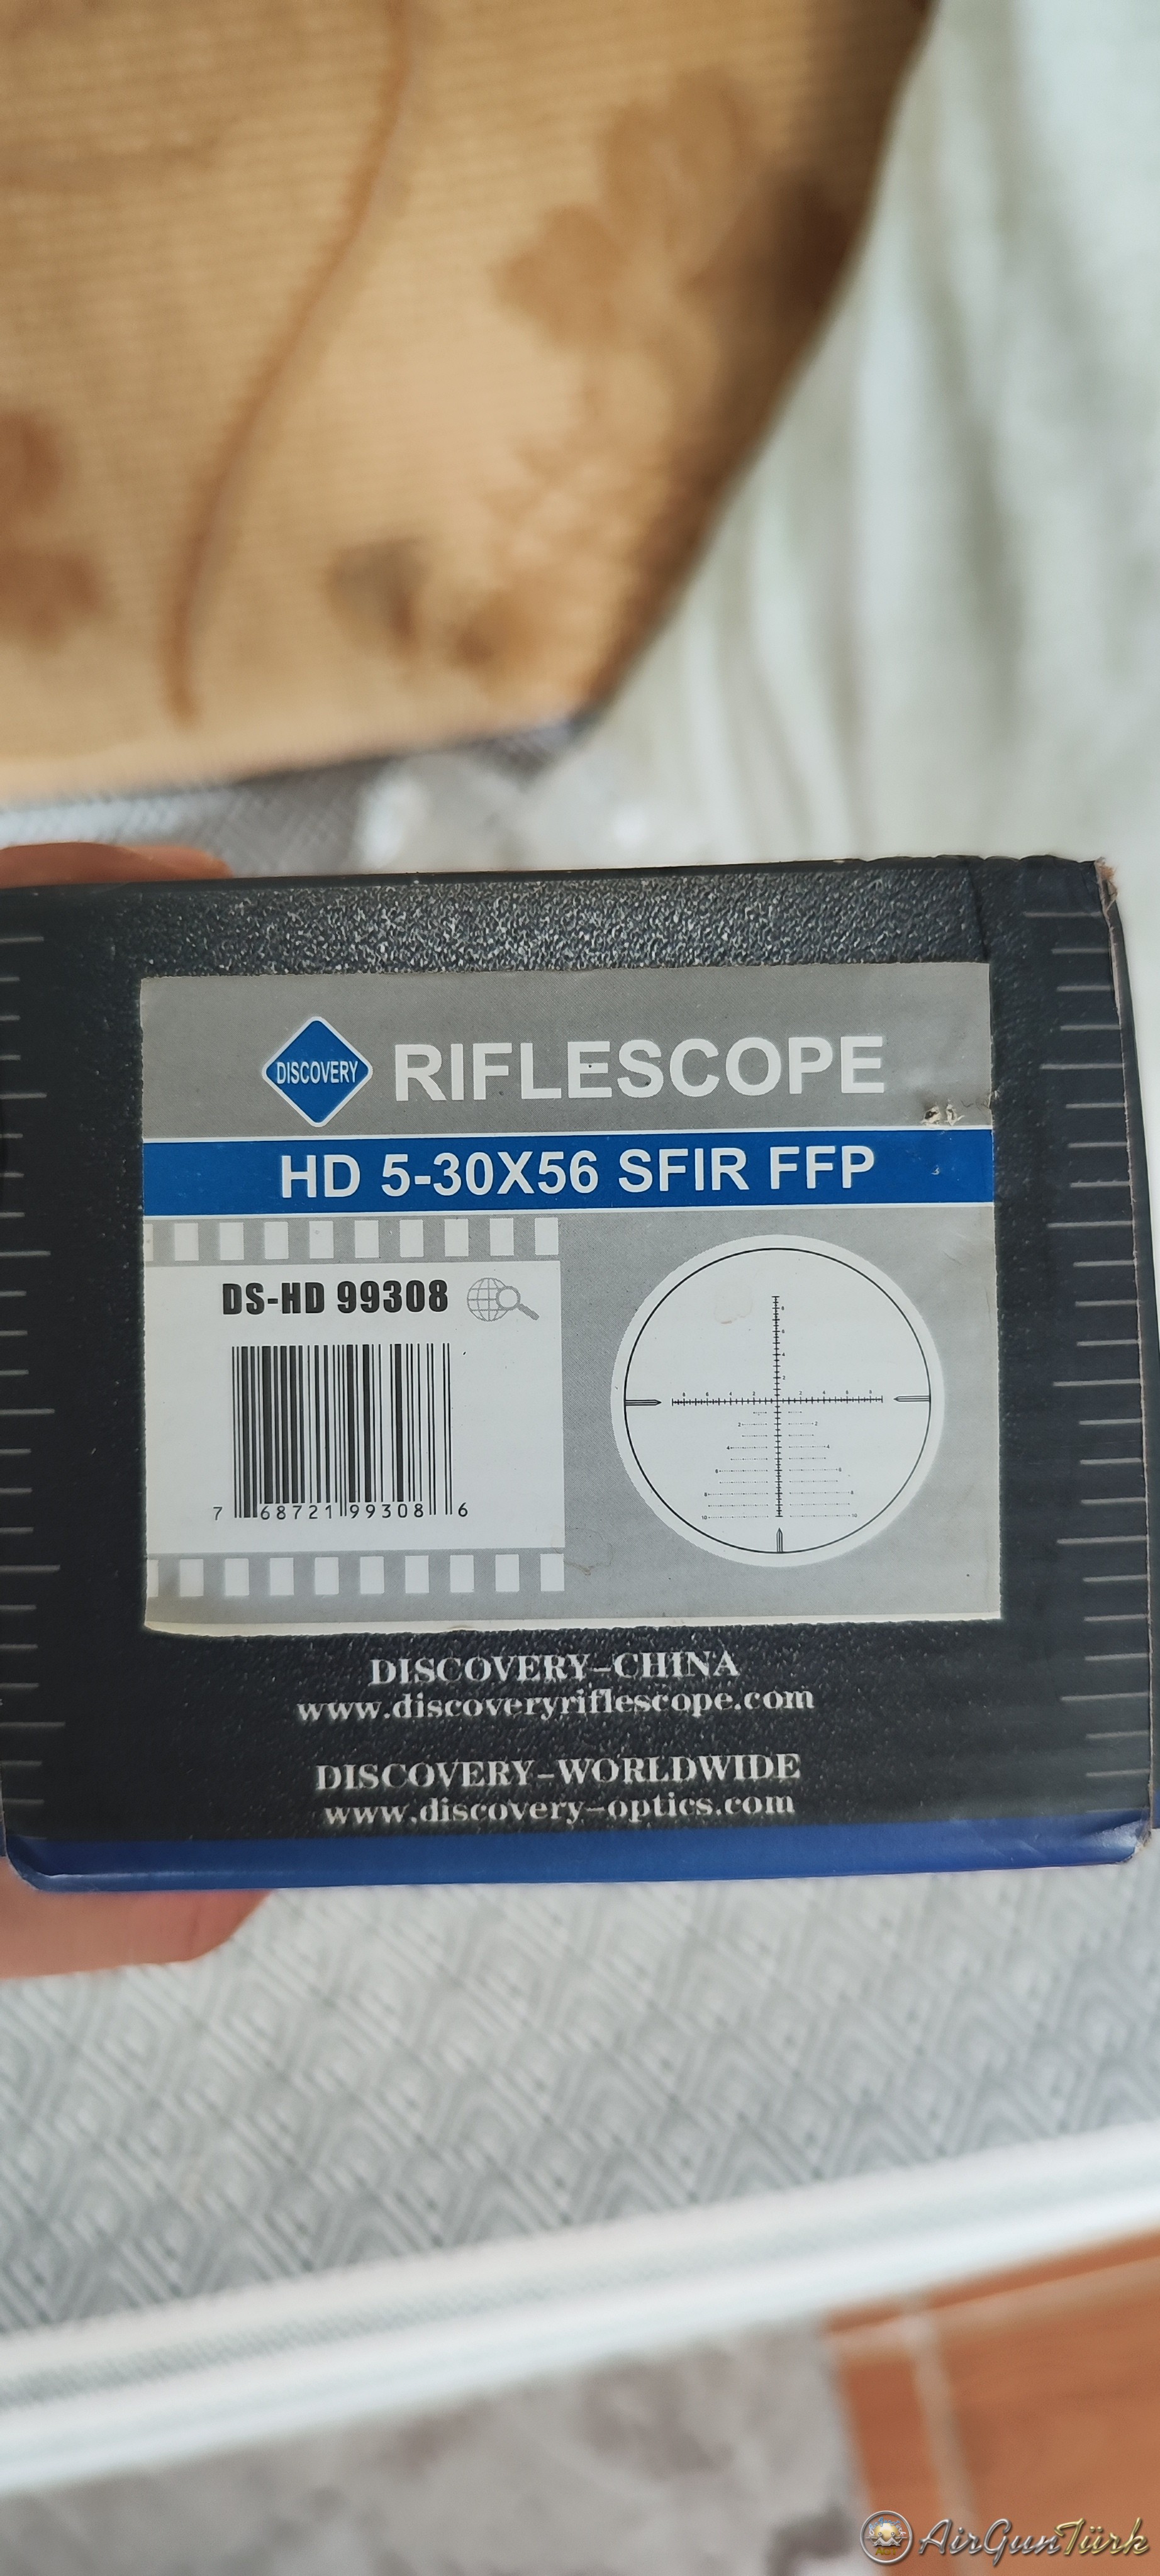 DISCOVERY RIFLESCOPE
HD 5-30X56 SFIR FFP
DS-HD 99308
7 68721 99308 6
DISCOVERY-CHINA
www.discoveryriflescope.com
DISCOVERY-WORLDWIDE
www.discovery-optics.com
AirGunTürk